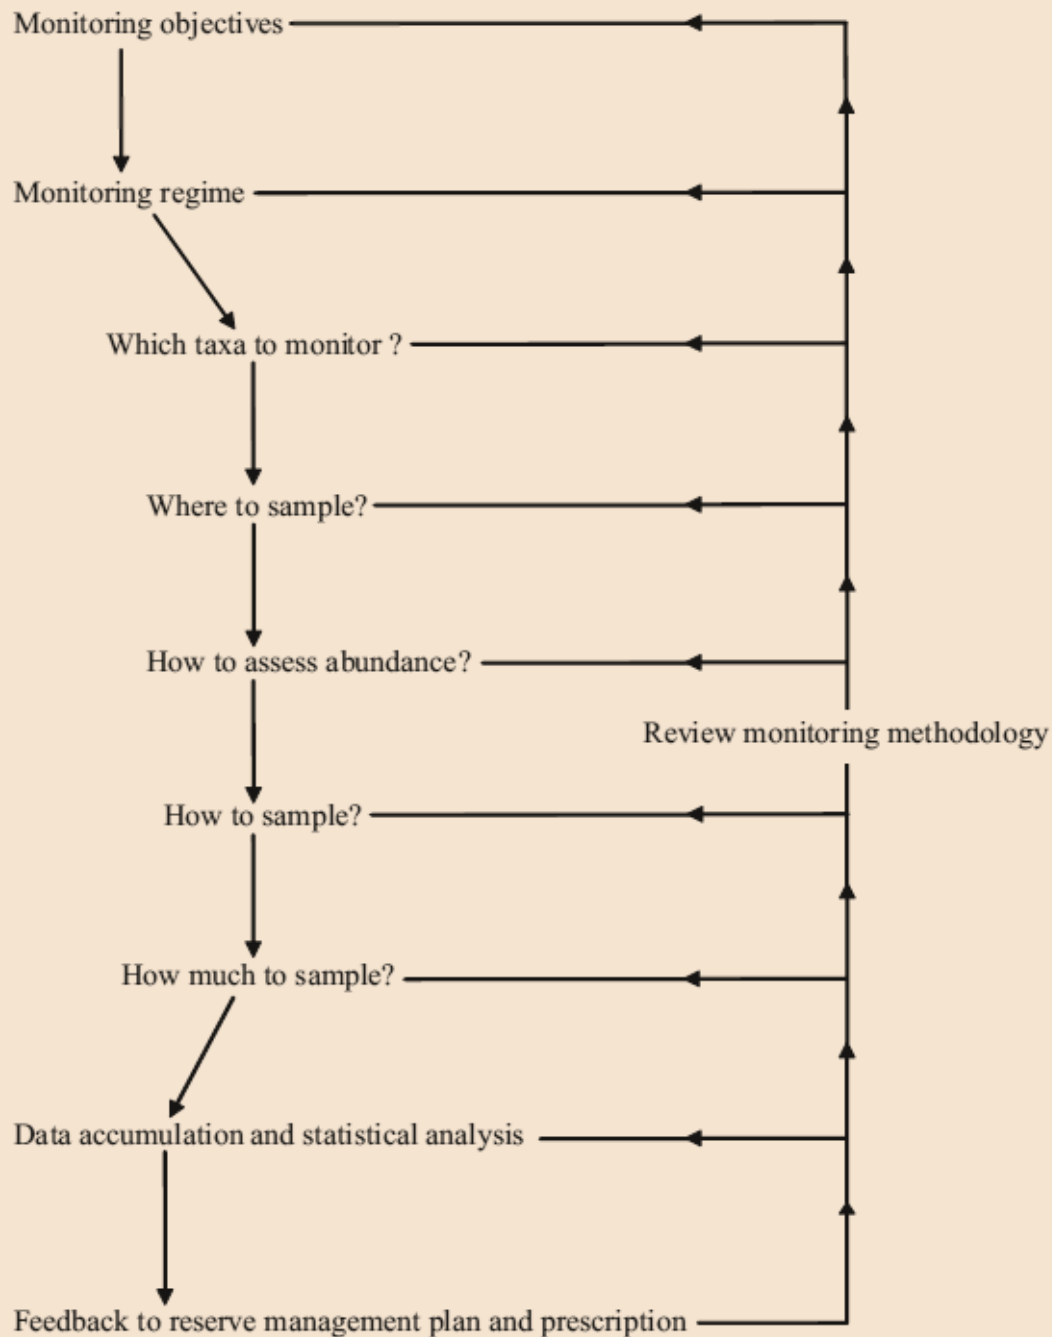 Monitoring objectives
Monitoring regime
Which taxa to monitor ?
Where to sample?
How to assess abundance?
Review monitoring methodology
How to sample?
How much to sample?
Data accumulation and statistical analysis
Feedback to reserve management plan and prescription